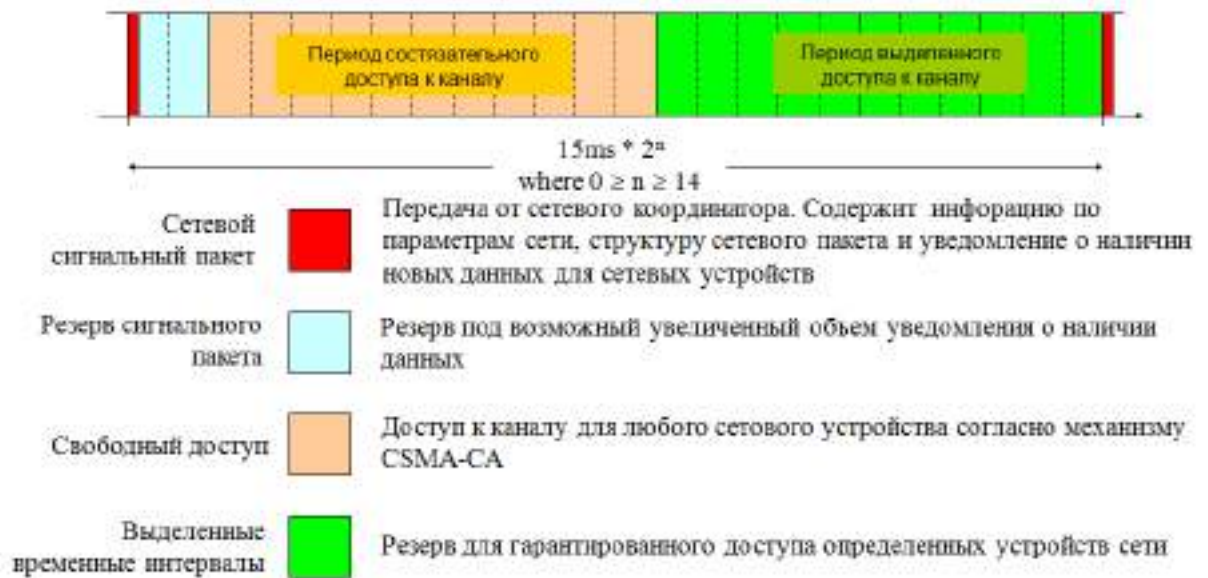 Период состязательного
доступа к каналу
Период выделенного
доступа к каналу
15ms * 2ⁿ
where 0 ≥ n ≥ 14
Сетевой
сигнальный пакет
Передача от сетевого координатора. Содержит инфорацию по
параметрам сети, структуру сетевого пакета и уведомление о наличии
новых данных для сетевых устройств
Резерв сигнального
пакета
Резерв под возможный увеличенный объем уведомления о наличии
данных
Свободный доступ
Доступ к каналу для любого сетового устройства согласно механизму
CSMA-CA
Выделенные
временные интервалы
Резерв для гарантированного доступа определенных устройств сети